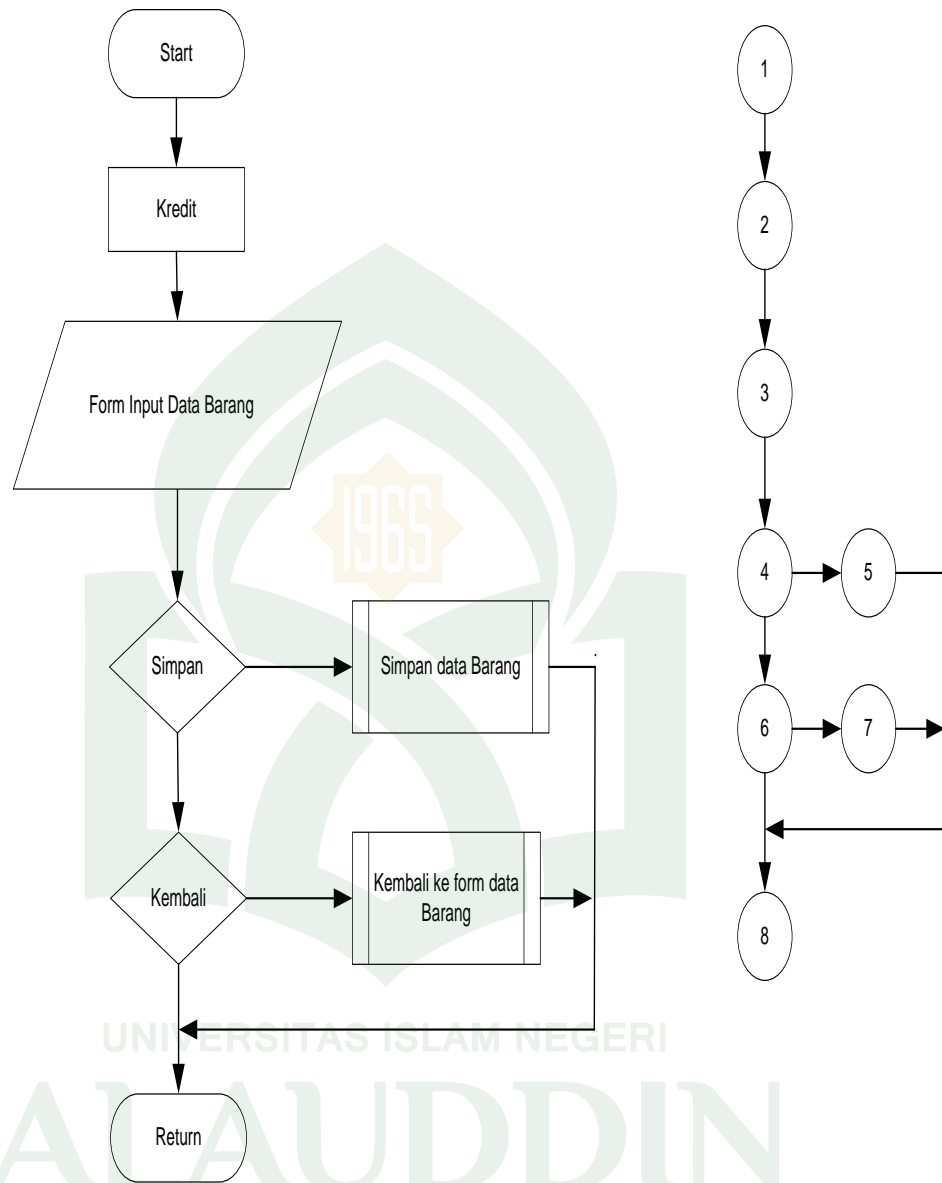 Start
Kredit
Form Input Data Barang
Simpan
Simpan data Barang
Kembali
Kembali ke form data
Barang
Return
1
2
3
4
5
6
7
8
1965
UNIVERSITAS ISLAM NEGERI
ALAUDDIN